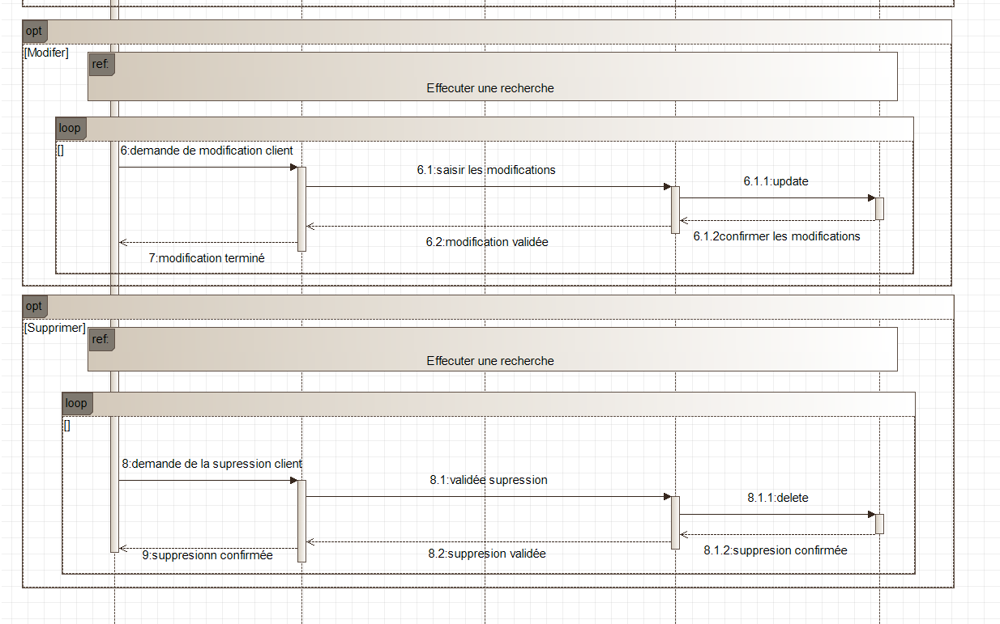 opt
[Modifer]
ref:
Effecuter une recherche
loop
[]
6:demande de modification client
6.1:saisir les modifications
6.1.1:update
6.1.2confirmer les modifications
6.2:modification validée
7:modification terminé
opt
[Supprimer]
ref:
Effecuter une recherche
loop
[]
8:demande de la supression client
8.1:validée supression
8.1.1:delete
8.1.2:suppresion confirmée
8.2:suppresion validée
9:suppresionn confirmée